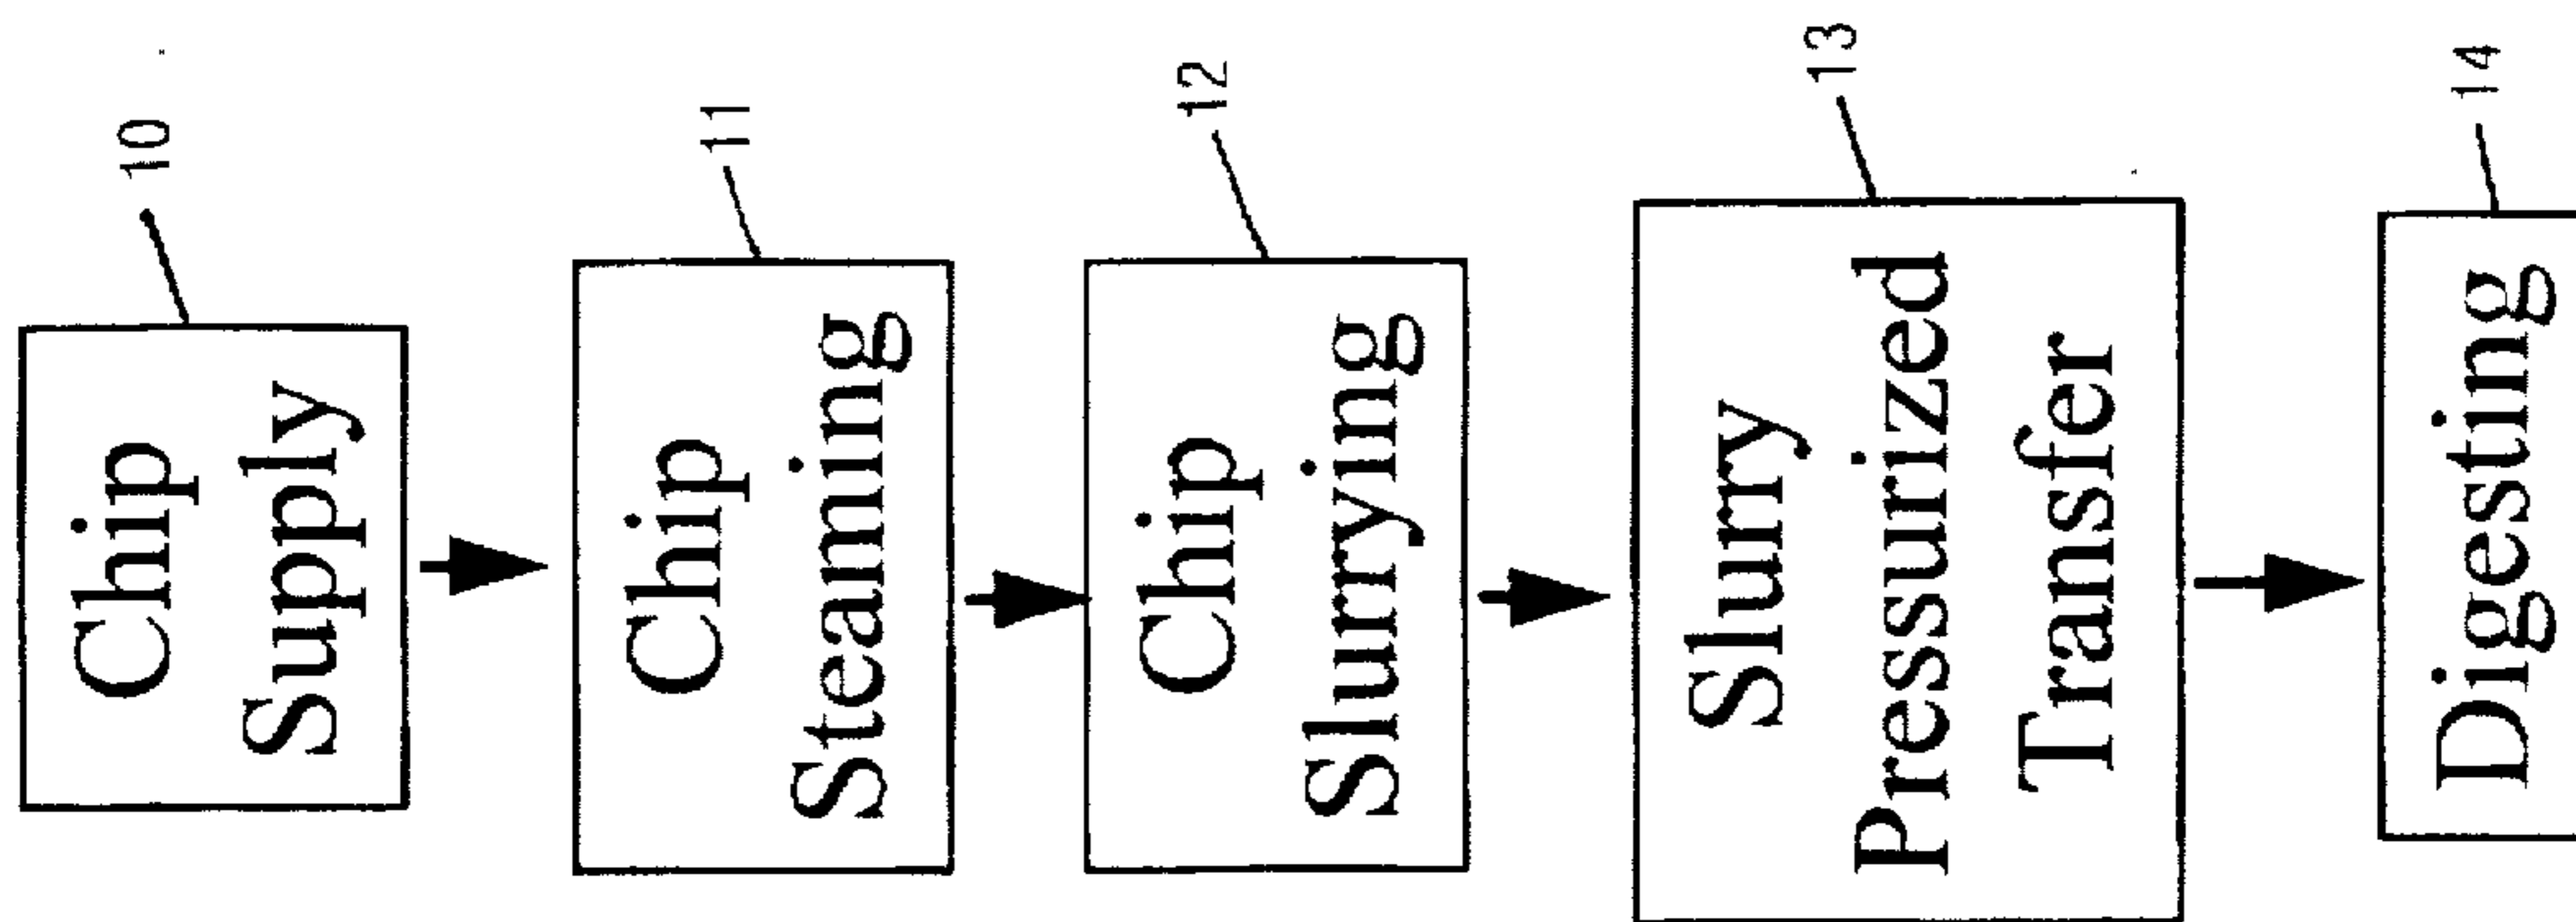 10
Chip
Supply
11
Chip
Steaming
12
Chip
Slurrying
13
Slurry
Pressurized
Transfer
14
Digesting